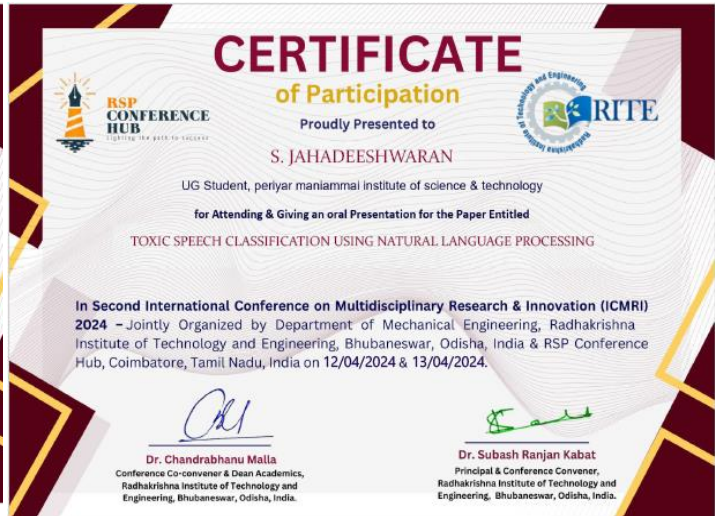 CERTIFICATE
of Participation
RSP
CONFERENCE
HUB
Lighting the path to success
Radhakrishna Institute of Technology and Engineering
RITE
Proudly Presented to
S. JAHADEESHWARAN
UG Student, periyar maniammai institute of science & technology
for Attending & Giving an oral Presentation for the Paper Entitled
TOXIC SPEECH CLASSIFICATION USING NATURAL LANGUAGE PROCESSING
In Second International Conference on Multidisciplinary Research & Innovation (ICMRI)
2024 – Jointly Organized by Department of Mechanical Engineering, Radhakrishna
Institute of Technology and Engineering, Bhubaneswar, Odisha, India & RSP Conference
Hub, Coimbatore, Tamil Nadu, India on 12/04/2024 & 13/04/2024.
Dr. Chandrabhanu Malla
Conference Co-convener & Dean Academics,
Radhakrishna Institute of Technology and
Engineering, Bhubaneswar, Odisha, India.
Dr. Subash Ranjan Kabat
Principal & Conference Convener,
Radhakrishna Institute of Technology and
Engineering, Bhubaneswar, Odisha, India.